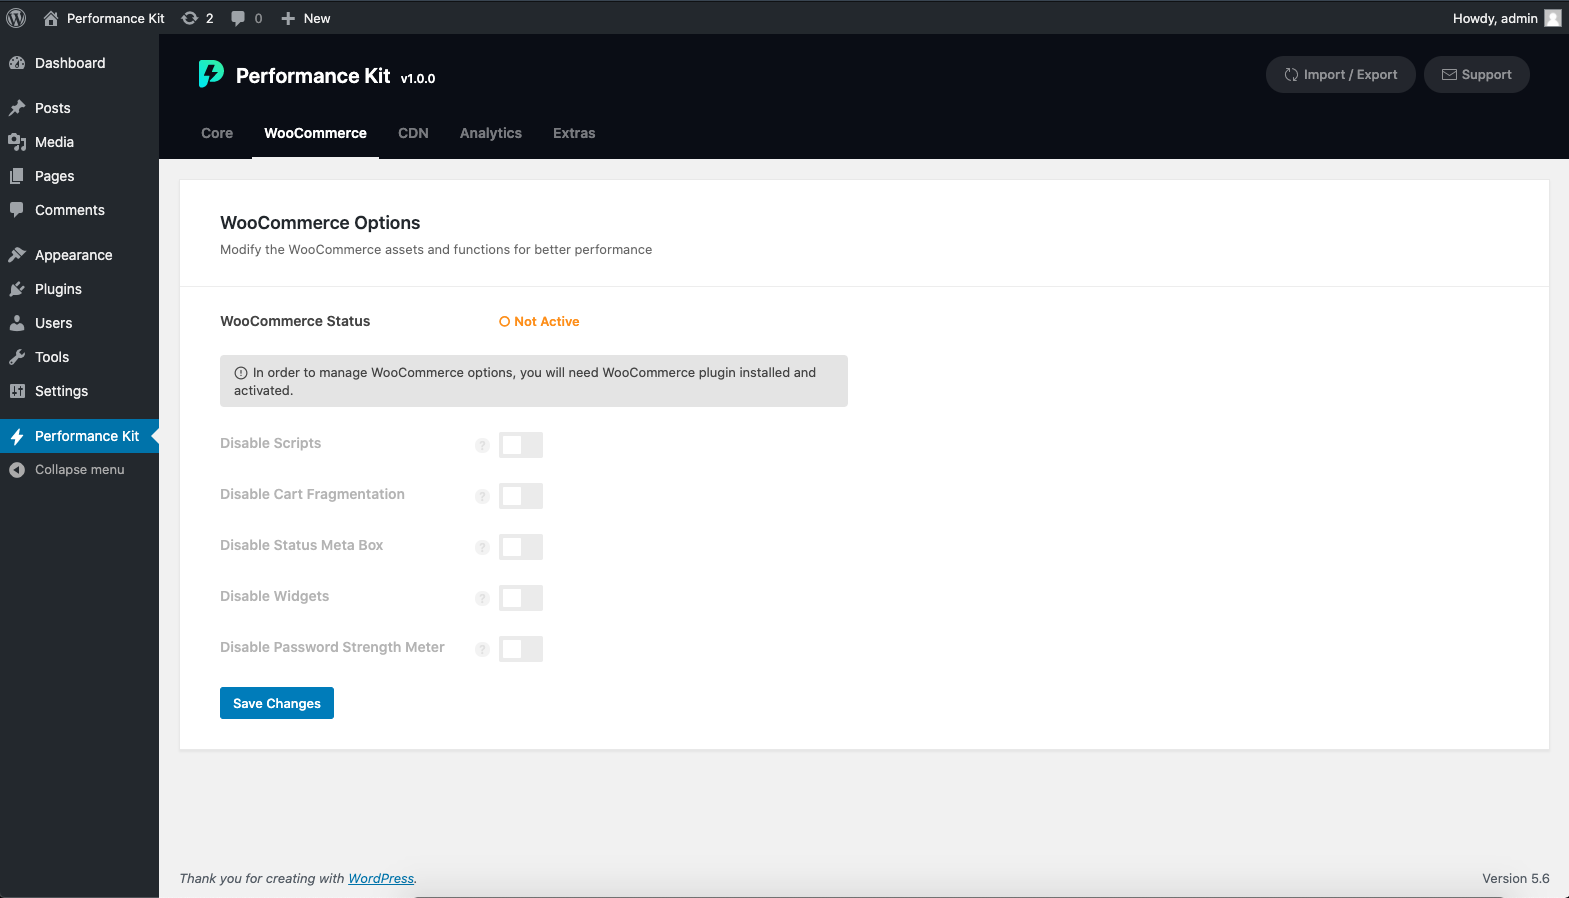 Performance Kit 2 0 New Howdy, admin
Dashboard
Posts
Media
Pages
Comments
Appearance
Plugins
Users
Tools
Settings
Performance Kit
Collapse menu
Performance Kit v1.0.0
Import / Export Support
Core WooCommerce CDN Analytics Extras
WooCommerce Options
Modify the WooCommerce assets and functions for better performance
WooCommerce Status Not Active
In order to manage WooCommerce options, you will need WooCommerce plugin installed and
activated.
Disable Scripts ?
Disable Cart Fragmentation ?
Disable Status Meta Box ?
Disable Widgets ?
Disable Password Strength Meter ?
Save Changes
Thank you for creating with WordPress. Version 5.6